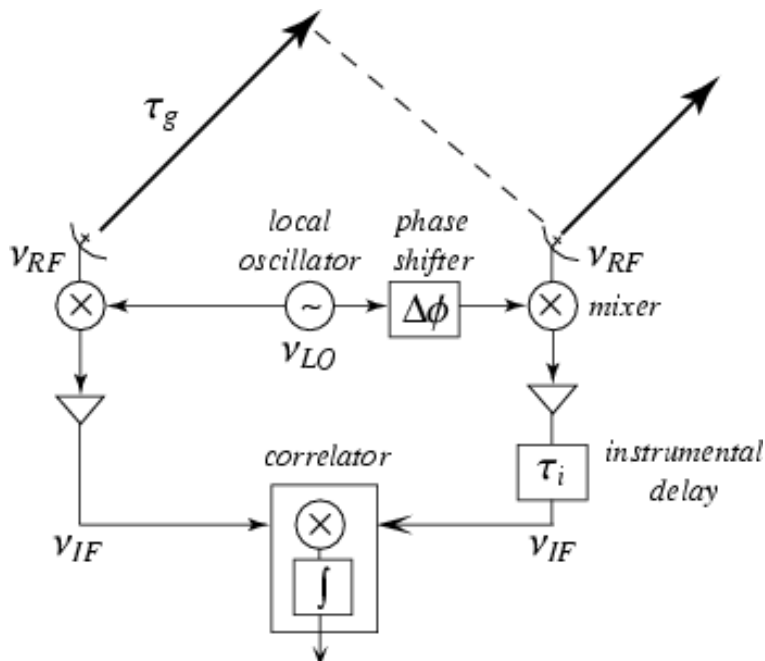 τg
local oscillator
phase shifter
νRF
νRF
× ~ Δϕ × mixer
νLO
correlator
τi
instrumental delay
×
νIF
νIF
∫